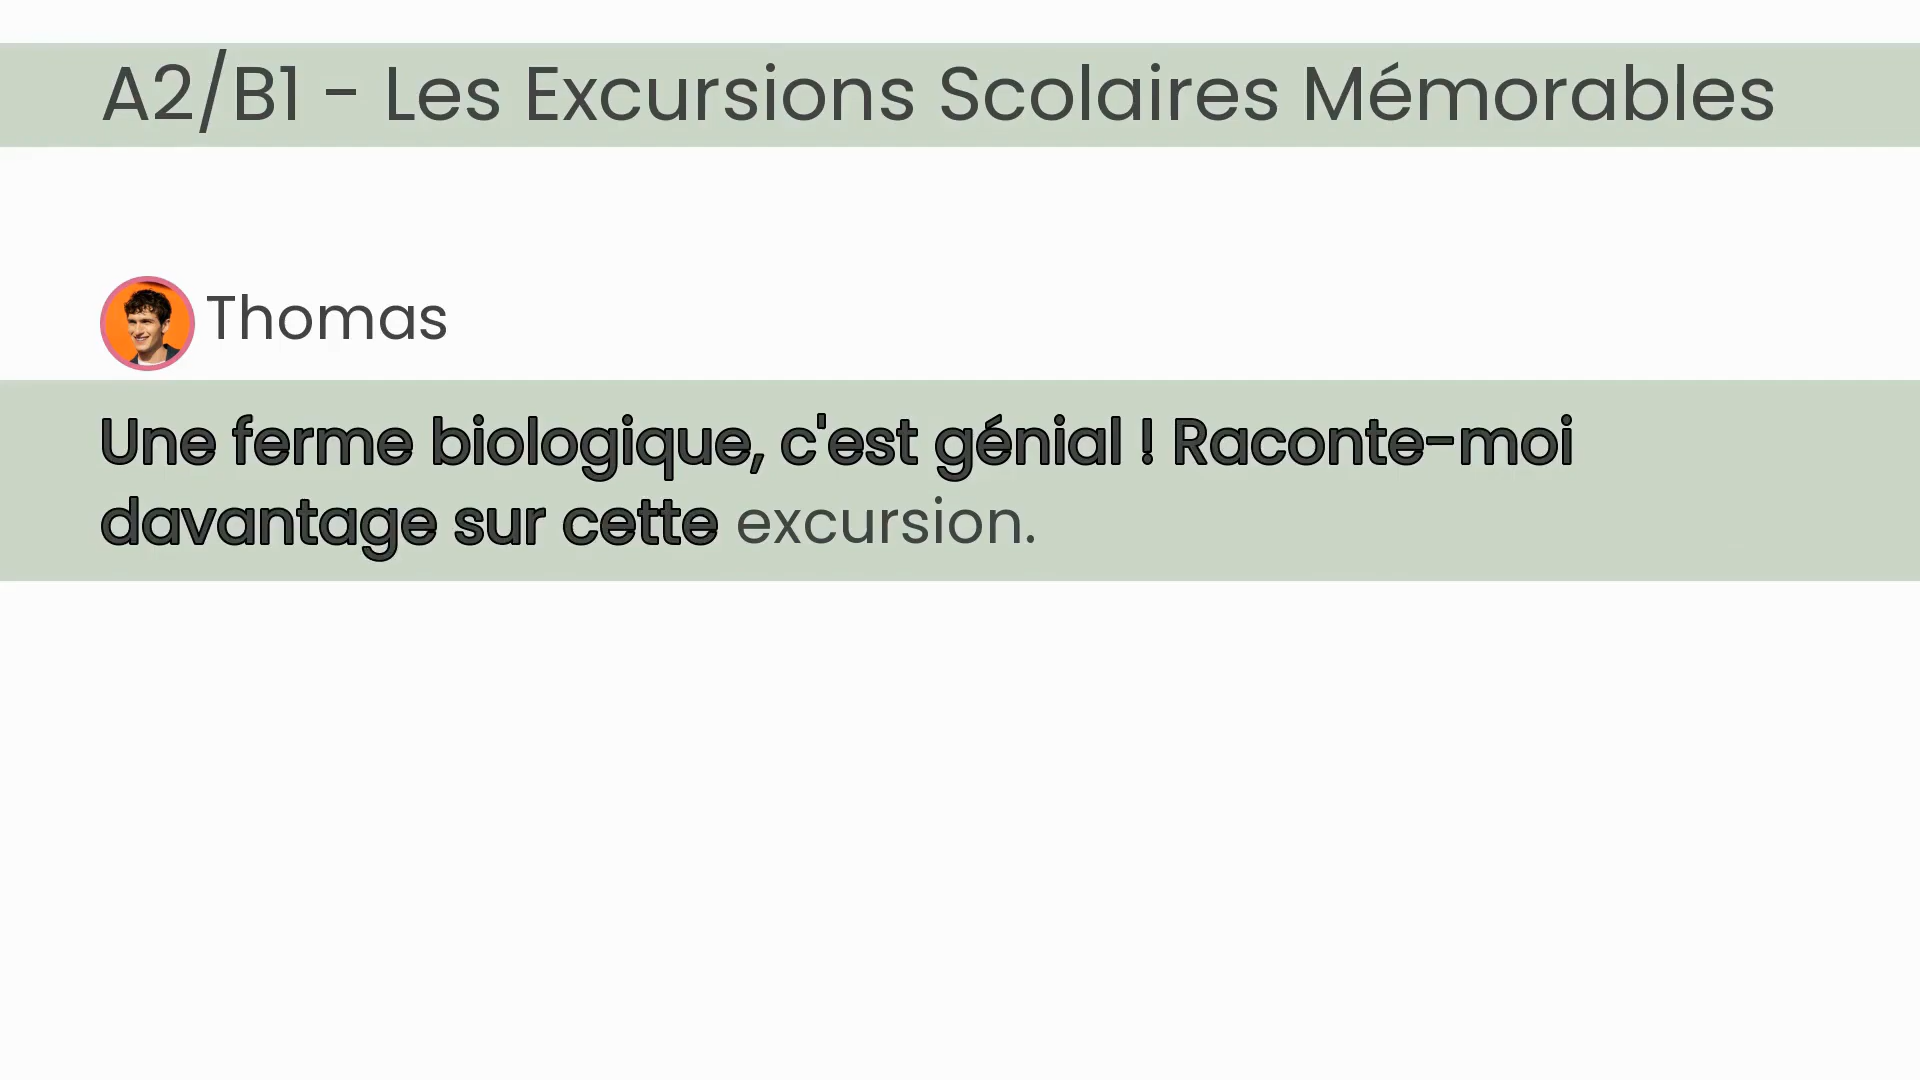 A2/B1 - Les Excursions Scolaires Mémorables
Thomas
Une ferme biologique, c'est génial ! Raconte-moi
davantage sur cette excursion.